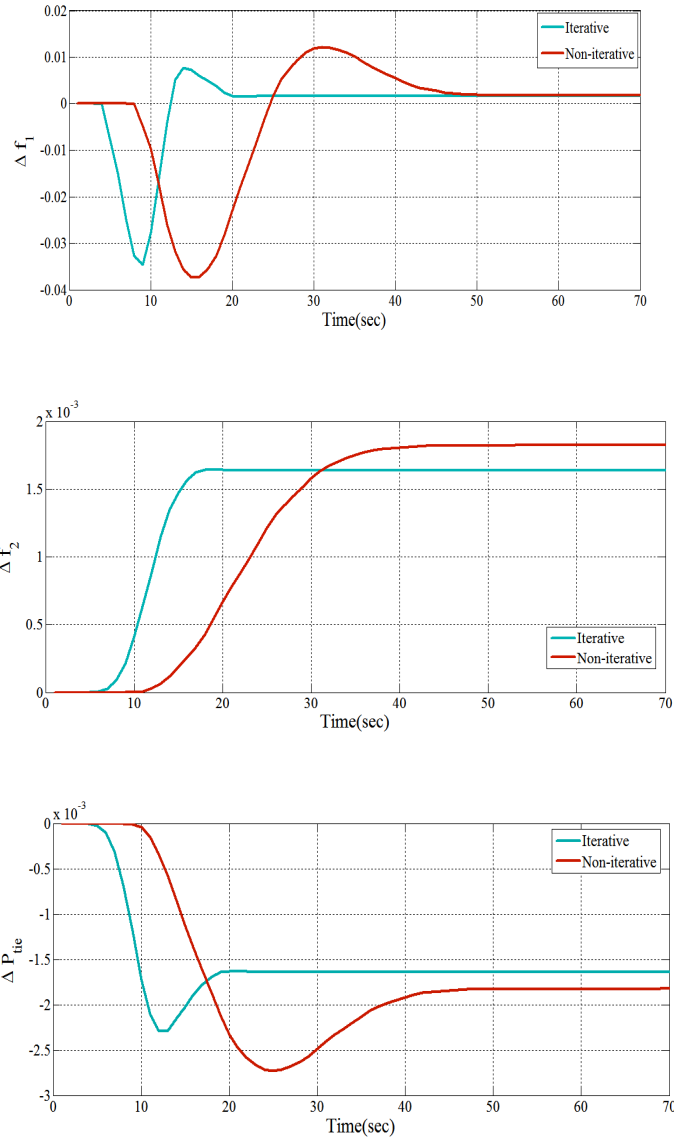 0.02
0.01
0
-0.01
-0.02
-0.03
-0.04
Δ f1
Iterative
Non-iterative
0 10 20 30 40 50 60 70
Time(sec)
x 10-3
2
1.5
1
0.5
0
Δ f2
Iterative
Non-iterative
0 10 20 30 40 50 60 70
Time(sec)
x 10-3
0
-0.5
-1
-1.5
-2
-2.5
-3
Δ Ptie
Iterative
Non-iterative
0 10 20 30 40 50 60 70
Time(sec)